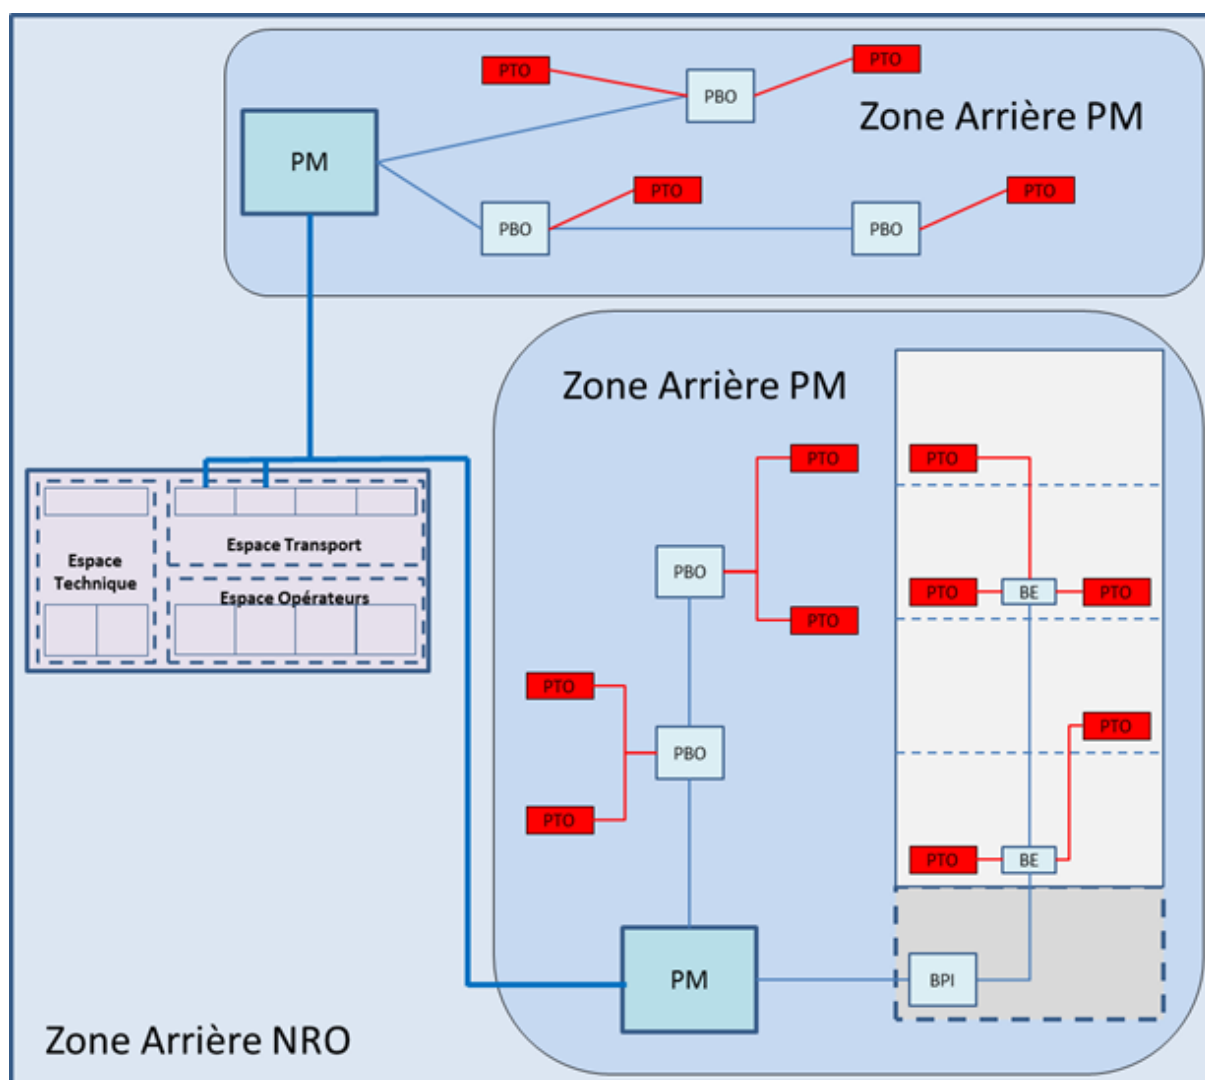 PTO
PTO
PBO
Zone Arrière PM
PM
PTO
PTO
PBO
PBO
Zone Arrière PM
PTO
PTO
Espace Transport
Espace
Technique
PBO
PTO
BE
PTO
Espace Opérateurs
PTO
PTO
PTO
PBO
PTO
PTO
BE
PM
BPI
Zone Arrière NRO